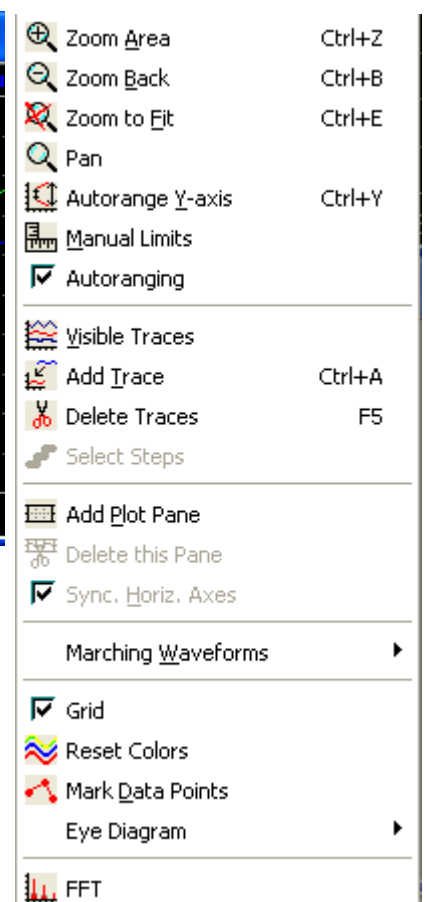 Zoom Area Ctrl+Z
Zoom Back Ctrl+B
Zoom to Fit Ctrl+E
Pan
Autorange Y-axis Ctrl+Y
Manual Limits
Autoranging
Visible Traces
Add Trace Ctrl+A
Delete Traces F5
Select Steps
Add Plot Pane
Delete this Pane
Sync. Horiz. Axes
Marching Waveforms
Grid
Reset Colors
Mark Data Points
Eye Diagram
FFT